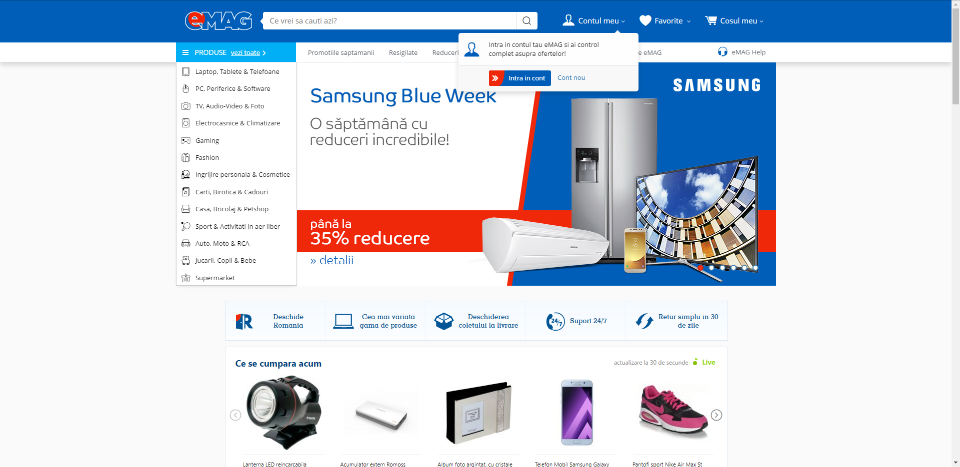 eMAG
Ce vrei sa cauti azi?
Contul meu
Favorite
Cosul meu
PRODUSE vezi toate
Promotiile saptamanii
Resigilate
Reduceri
eMAG
eMAG Help
Intra in contul tau eMAG si ai control
complet asupra ofertelor!
Intra in cont
Cont nou
Laptop, Tablete & Telefoane
PC, Periferice & Software
TV, Audio-Video & Foto
Electrocasnice & Climatizare
Gaming
Fashion
Ingrijire personala & Cosmetice
Carti, Birotica & Cadouri
Casa, Bricolaj & Petshop
Sport & Activitati in aer liber
Auto, Moto & RCA
Jucarii, Copii & Bebe
Supermarket
Samsung Blue Week
O săptămână cu
reduceri incredibile!
până la
35% reducere
» detalii
SAMSUNG
Deschide
Romania
Cea mai variata
gama de produse
Deschiderea
coletului la livrare
24/7
Suport 24/7
Retur simplu in 30
de zile
Ce se cumpara acum
actualizare la 30 de secunde
Live
Lanterna LED reincarcabila
Acumulator extern Romoss
Album foto argintat, cu cristale
Telefon Mobil Samsung Galaxy
Pantofi sport Nike Air Max St